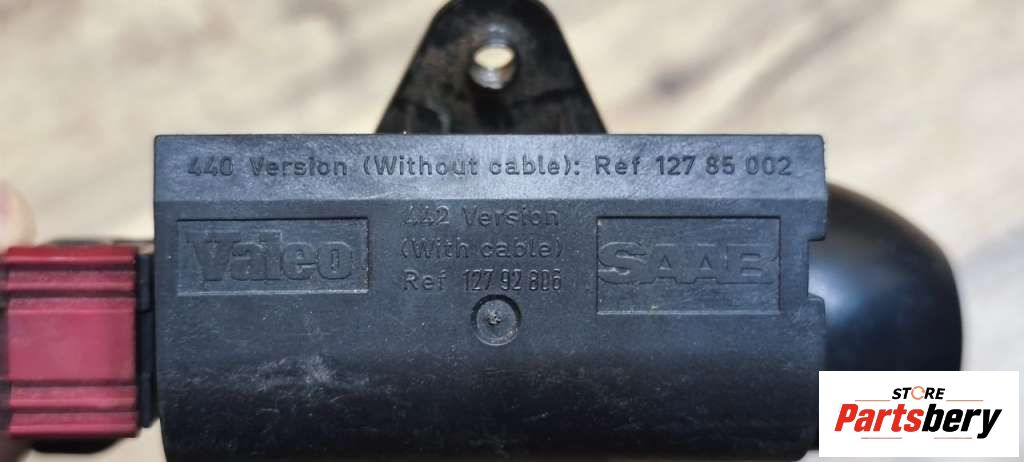 440 Version (Without cable): Ref 127 85 002
Valeo
442 Version
(With cable)
Ref 127 92 806
SAAB
STORE
Partsbery